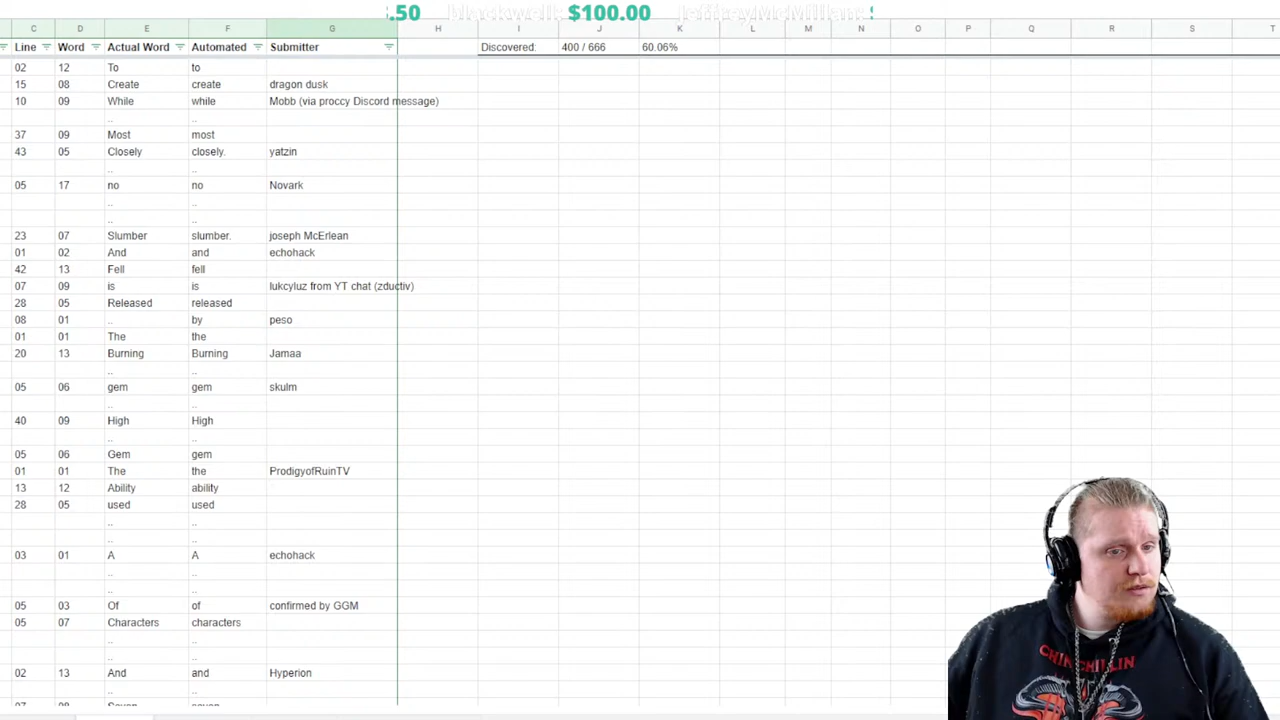 .50 blackwell: $100.00 JeffreyMcMillan:
C D E F G H I J K L M N O P Q R S T
Line Word Actual Word Automated Submitter Discovered: 400 / 666 60.06%
02 12 To to
15 08 Create create dragon dusk
10 09 While while Mobb (via proccy Discord message)
.. ..
37 09 Most most
43 05 Closely closely. yatzin
.. ..
05 17 no no Novark
.. ..
.. ..
23 07 Slumber slumber. joseph McErlean
01 02 And and echohack
42 13 Fell fell
07 09 is is lukcyluz from YT chat (zductiv)
28 05 Released released
08 01 .. by peso
01 01 The the
20 13 Burning Burning Jamaa
.. ..
05 06 gem gem skulm
.. ..
40 09 High High
.. ..
05 06 Gem gem
01 01 The the ProdigyofRuinTV
13 12 Ability ability
28 05 used used
.. ..
.. ..
03 01 A A echohack
.. ..
.. ..
05 03 Of of confirmed by GGM
05 07 Characters characters
.. ..
.. ..
02 13 And and Hyperion
.. ..